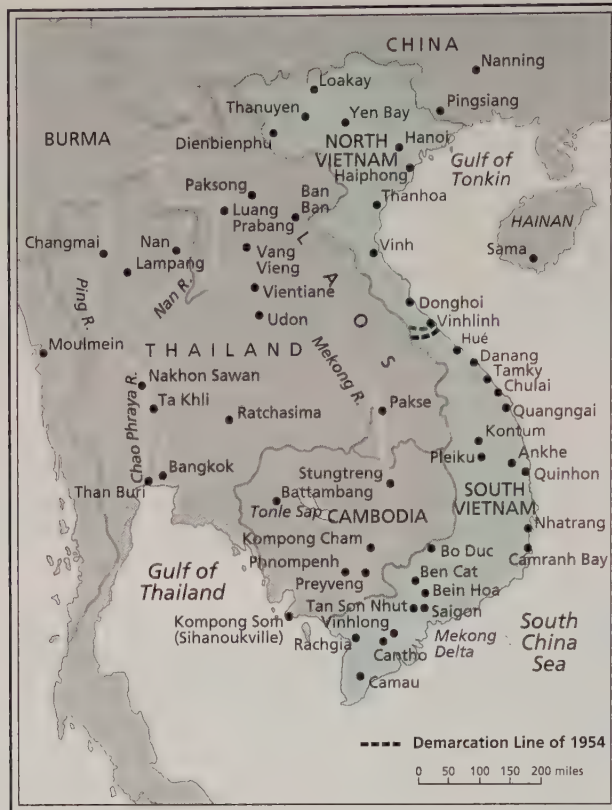 CHINA
Nanning
Loakay
Thanuyen
Yen Bay
Pingsiang
BURMA
Dienbienphu
NORTH
VIETNAM
Hanoi
Haiphong
Gulf of
Tonkin
Paksong
Ban
Ban
Thanhoa
Luang
Prabang
HAINAN
Changmai
Nan
Lampang
Vang
Vieng
LAOS
Vinh
Sama
Ping R.
Nan R.
Vientiane
Donghoi
Vinhlinh
Udon
Hué
Moulmein
THAILAND
Mekong R.
Danang
Tamky
Chulai
Nakhon Sawan
Ta Khli
Ratchasima
Pakse
Quangngai
Chao Phraya R.
Kontum
Pleiku
Ankhe
Bangkok
Than Buri
Stungtreng
Quinhon
Battambang
SOUTH
VIETNAM
Tonle Sap
CAMBODIA
Nhatrang
Kompong Cham
Bo Duc
Camranh Bay
Gulf of
Thailand
Phnompenh
Preyveng
Ben Cat
Bein Hoa
Tan Son Nhut
Saigon
Kompong Som
(Sihanoukville)
Vinhlong
Rachgia
Cantho
Mekong
Delta
South
China
Sea
Camau
Demarcation Line of 1954
0 50 100 150 200 miles